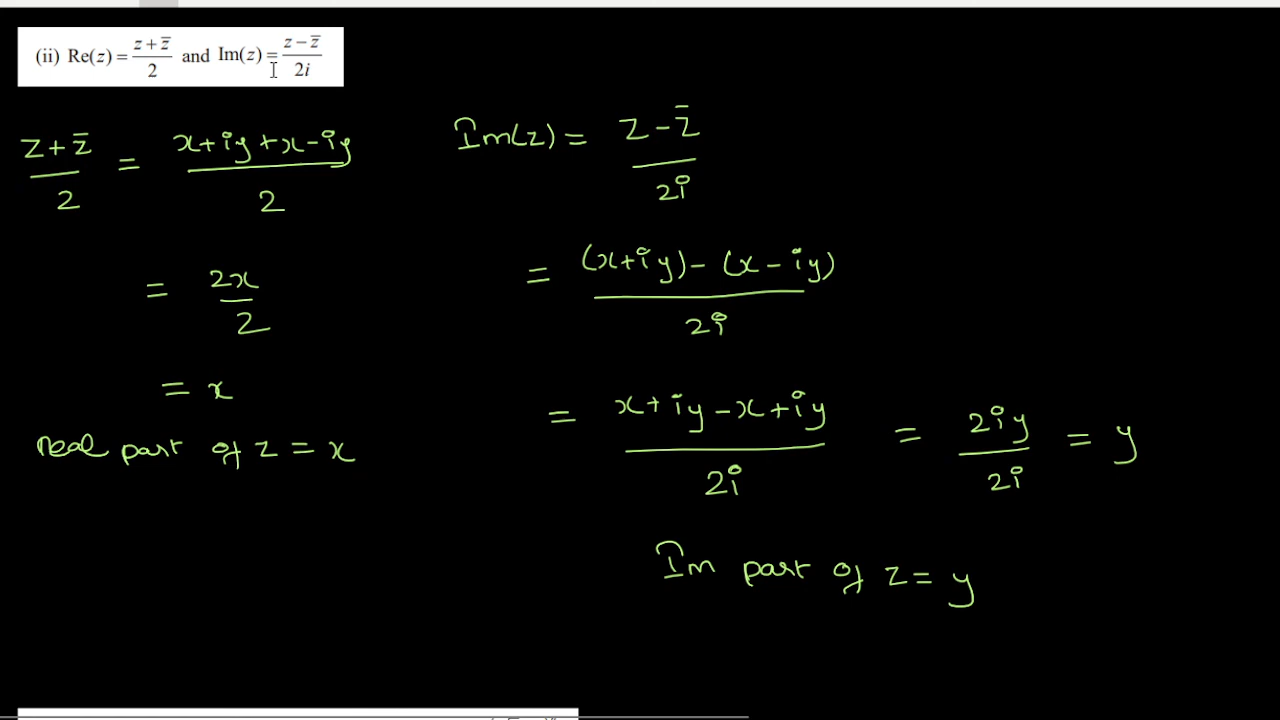 (ii) Re(z) = (z + z̄)/2 and Im(z) = (z − z̄)/2i
(z + z̄)/2 = (x + iy + x − iy)/2
= 2x/2
= x
real part of z = x
Im(z) = (z − z̄)/2i
= ((x + iy) − (x − iy))/2i
= (x + iy − x + iy)/2i = 2iy/2i = y
Im part of z = y